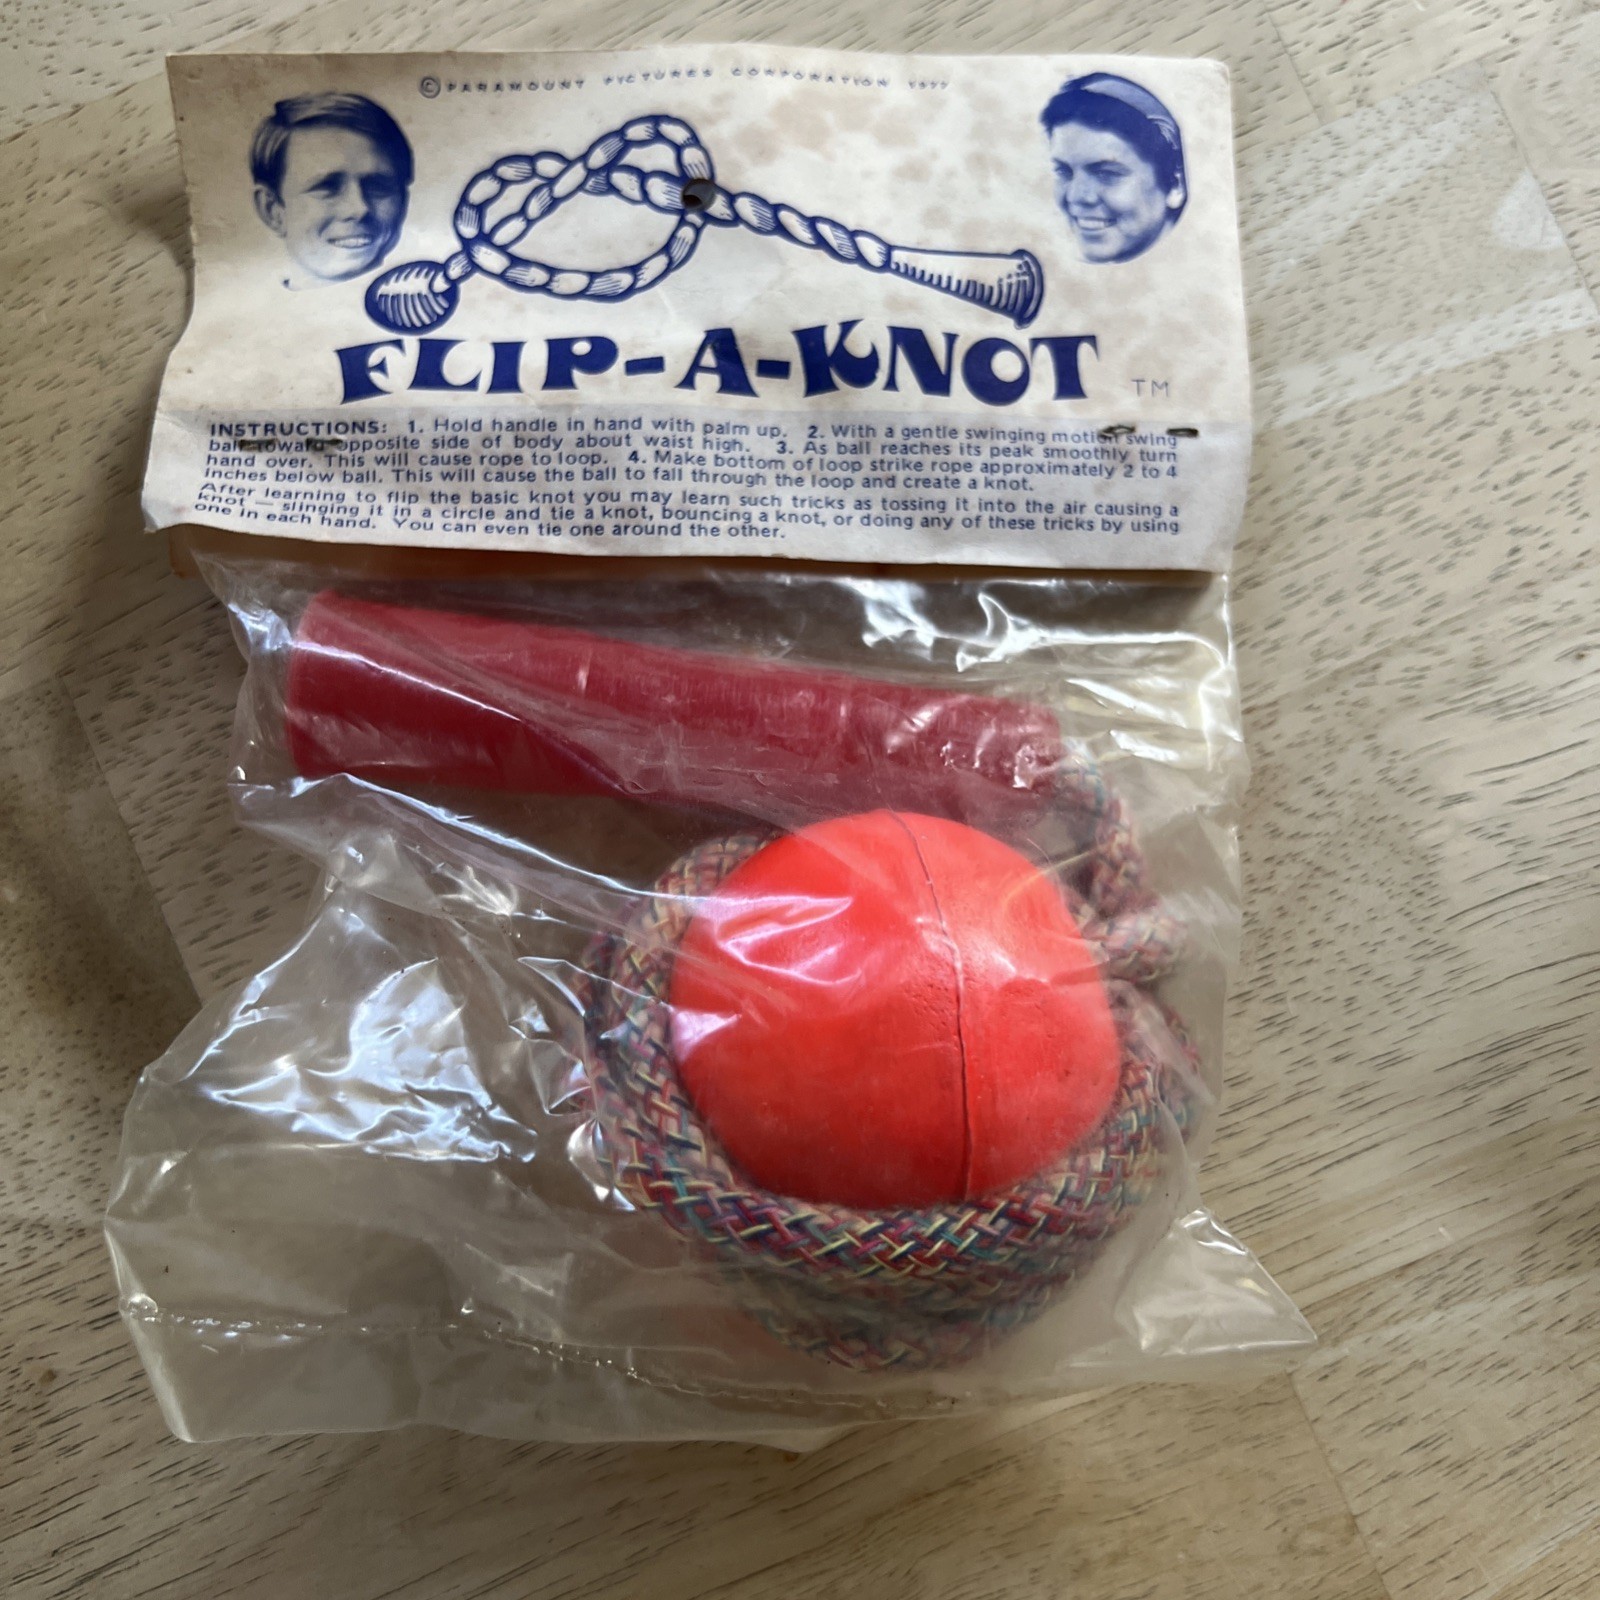 © PARAMOUNT PICTURES CORPORATION 1977
FLIP-A-KNOT TM
INSTRUCTIONS: 1. Hold handle in hand with palm up. 2. With a gentle swinging motion swing
ball toward opposite side of body about waist high. 3. As ball reaches its peak smoothly turn
hand over. This will cause rope to loop. 4. Make bottom of loop strike rope approximately 2 to 4
inches below ball. This will cause the ball to fall through the loop and create a knot.
After learning to flip the basic knot you may learn such tricks as tossing it into the air causing a
knot — slinging it in a circle and tie a knot, bouncing a knot, or doing any of these tricks by using
one in each hand. You can even tie one around the other.